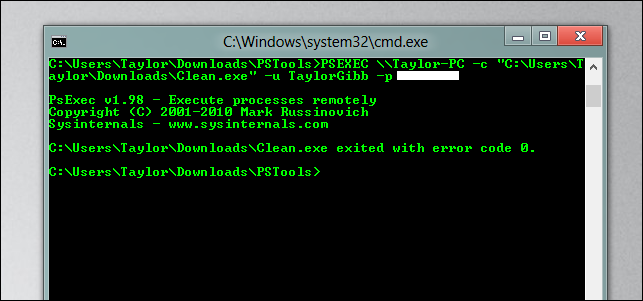 C:\Windows\system32\cmd.exe
C:\Users\Taylor\Downloads\PSTools>PSEXEC \\Taylor-PC -c "C:\Users\T
aylor\Downloads\Clean.exe" -u TaylorGibb -p
PsExec v1.98 - Execute processes remotely
Copyright (C) 2001-2010 Mark Russinovich
Sysinternals - www.sysinternals.com
C:\Users\Taylor\Downloads\Clean.exe exited with error code 0.
C:\Users\Taylor\Downloads\PSTools>